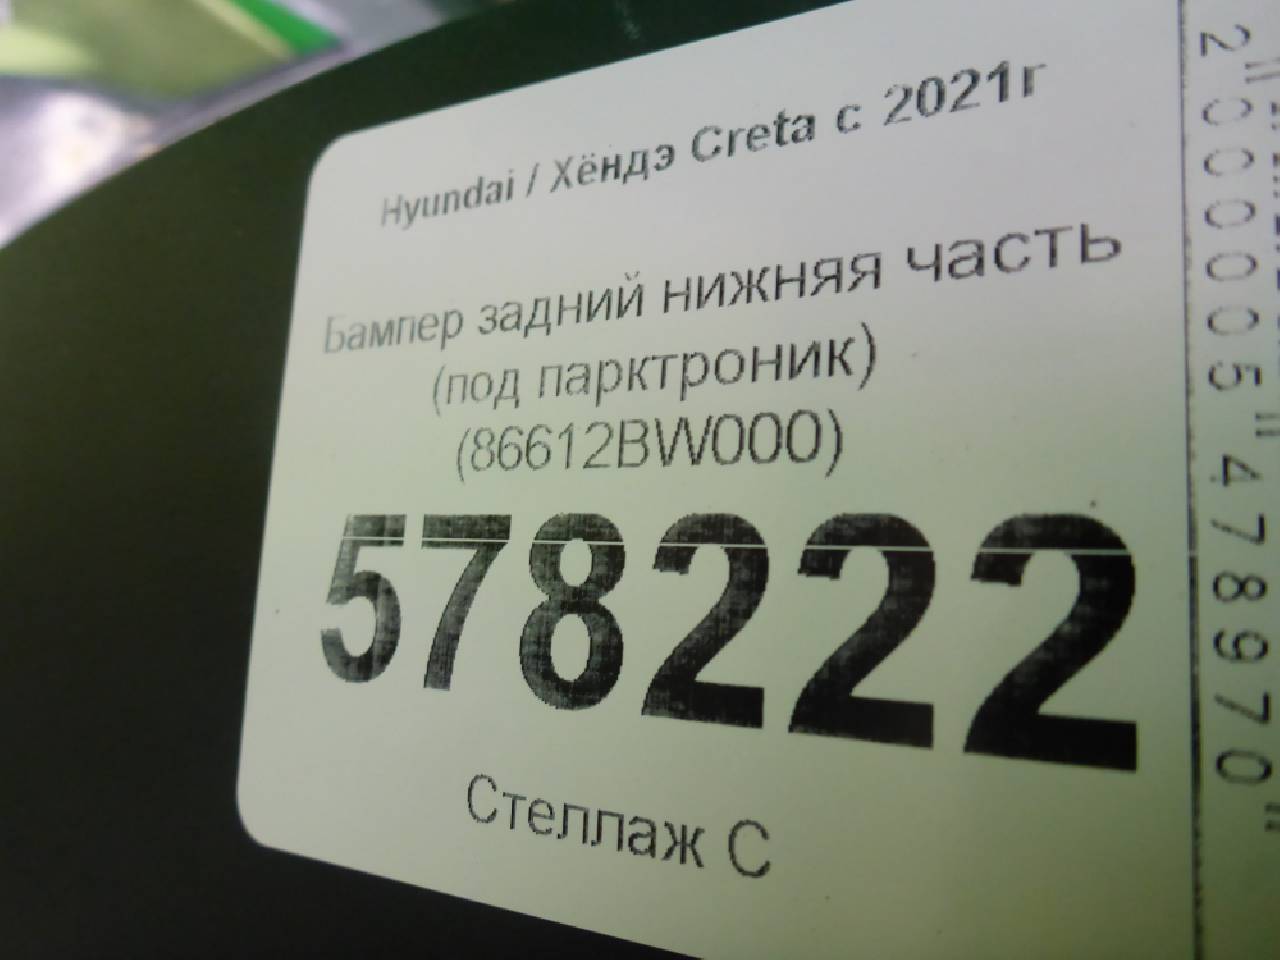 Hyundai / Хёндэ Creta с 2021г
Бампер задний нижняя часть
(под парктроник)
(86612BW000)
578222
Стеллаж С
2000005478970